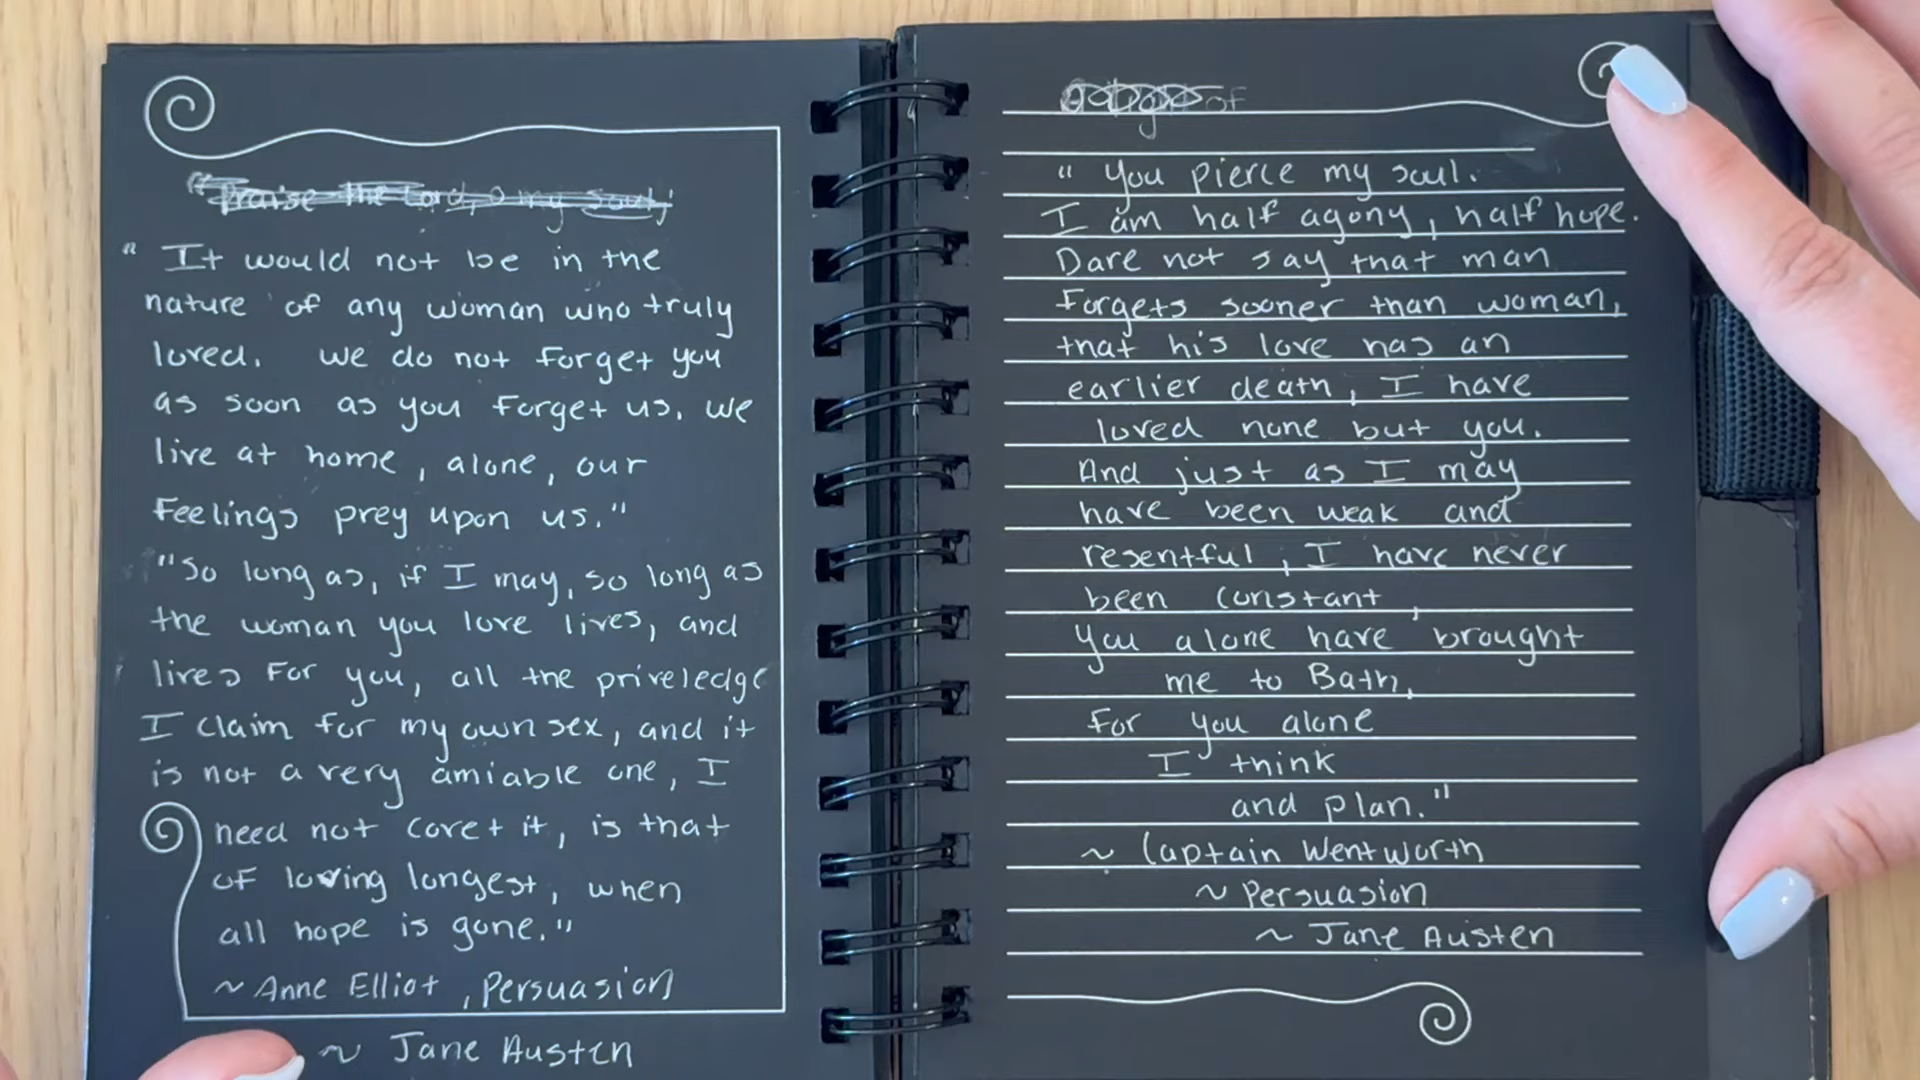 "Praise the Lord, o my soul;
" It would not be in the
nature of any woman who truly
loved. We do not forget you
as soon as you forget us. We
live at home, alone, our
feelings prey upon us."
"So long as, if I may, so long as
the woman you love lives, and
lives for you, all the priveledge
I claim for my own sex, and it
is not a very amiable one, I
need not covet it, is that
of loving longest, when
all hope is gone."
~ Anne Elliot, Persuasion
~ Jane Austen
of
" You pierce my soul.
I am half agony, half hope.
Dare not say that man
forgets sooner than woman,
that his love has an
earlier death, I have
loved none but you.
And just as I may
have been weak and
resentful, I have never
been constant,
You alone have brought
me to Bath,
For you alone
I think
and plan."
~ Captain Wentworth
~ Persuasion
~ Jane Austen